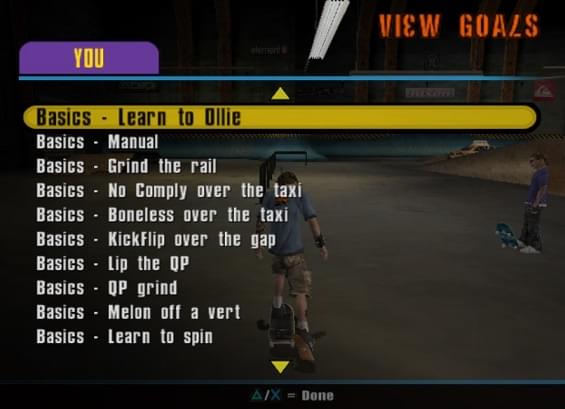 VIEW GOALS
YOU
element
Basics - Learn to Ollie
Basics - Manual
Basics - Grind the rail
Basics - No Comply over the taxi
Basics - Boneless over the taxi
Basics - KickFlip over the gap
Basics - Lip the QP
Basics - QP grind
Basics - Melon off a vert
Basics - Learn to spin
△/X = Done